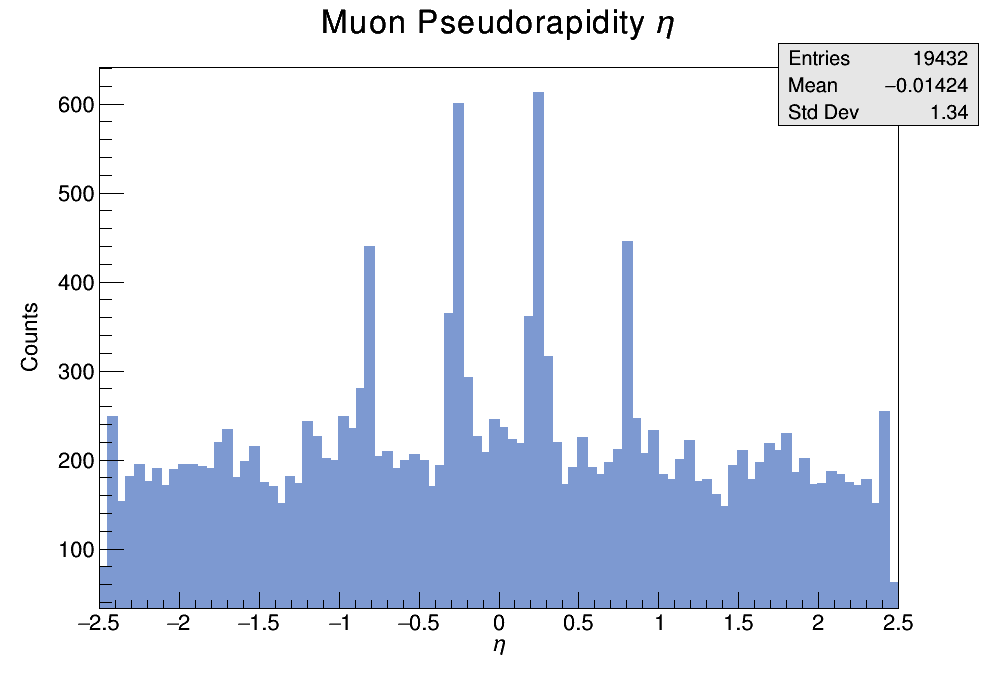 Muon Pseudorapidity η
Entries 19432
Mean −0.01424
Std Dev 1.34
600
500
400
300
200
100
Counts
−2.5 −2 −1.5 −1 −0.5 0 0.5 1 1.5 2 2.5
η